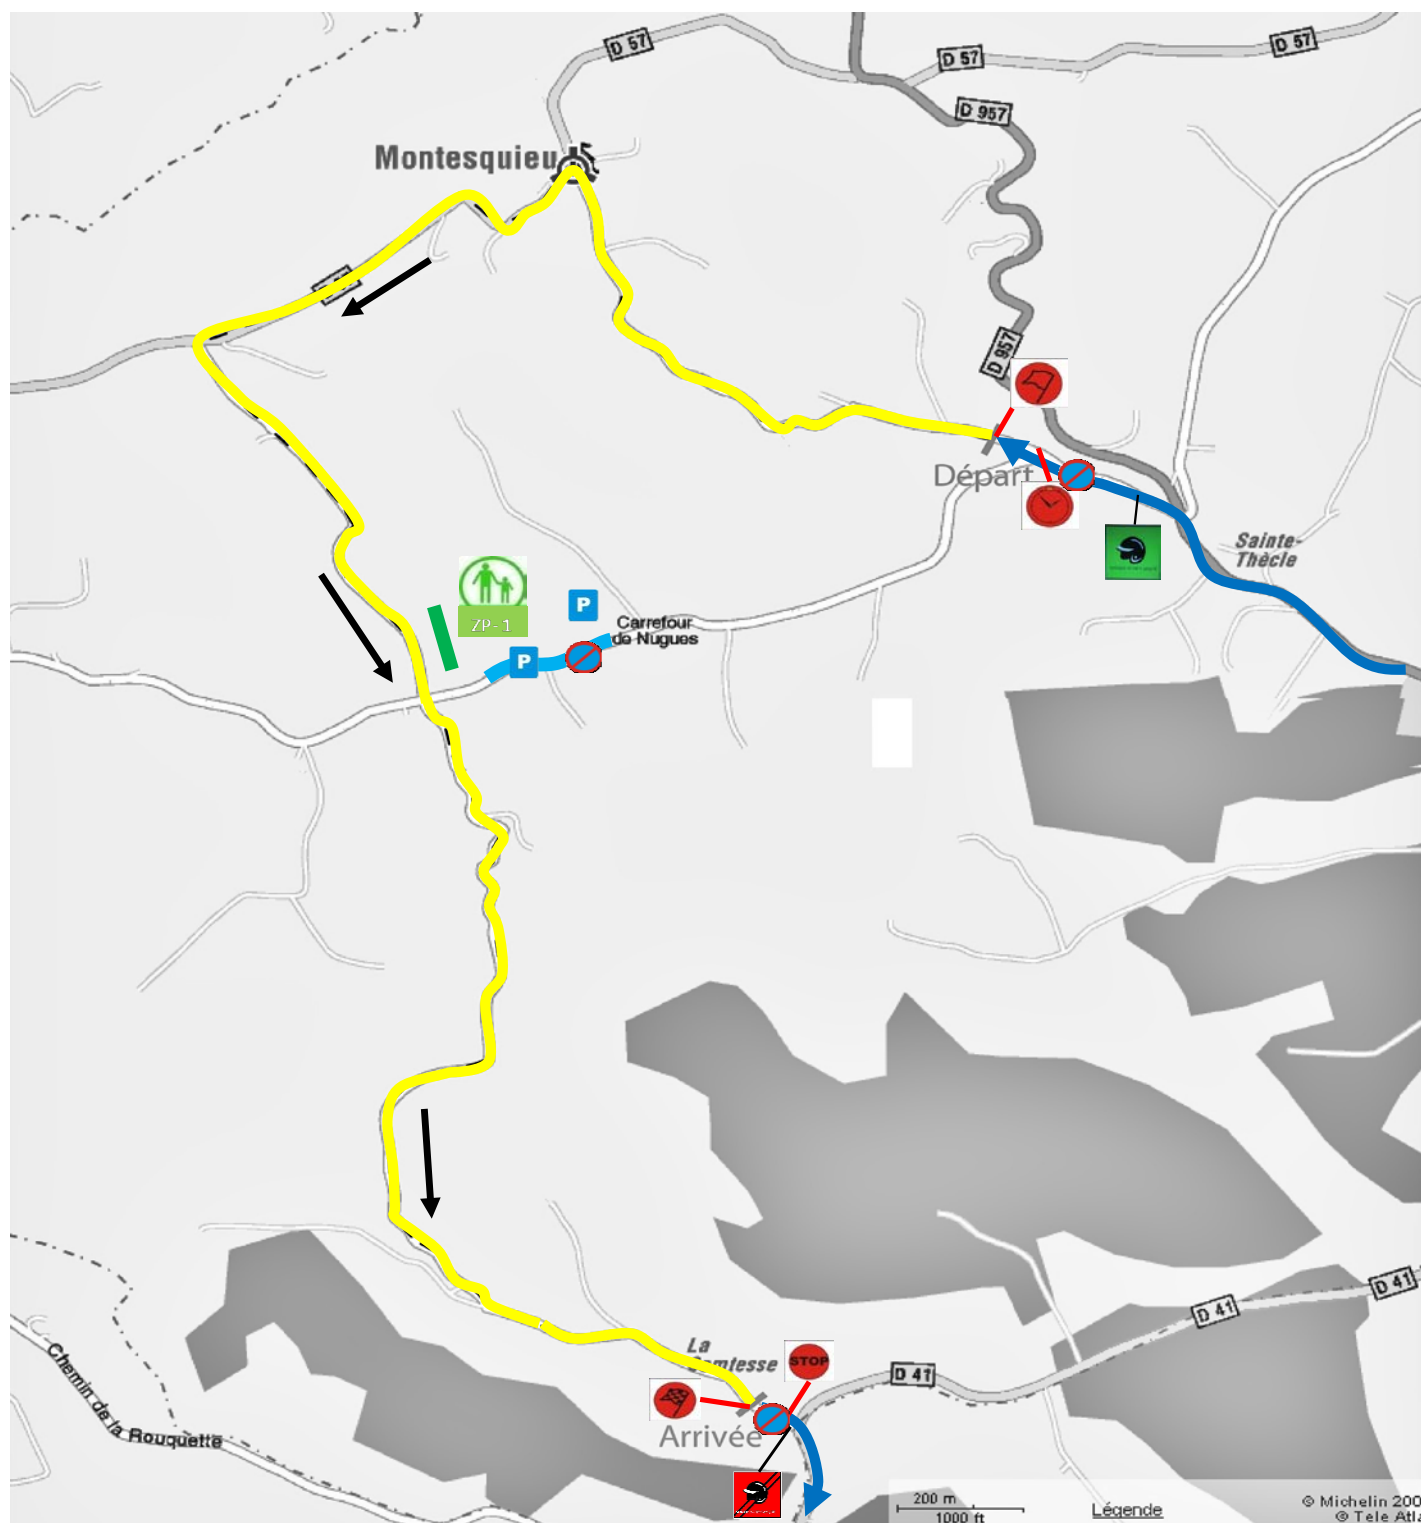 D 57
D 57
D 57
D 957
Montesquieu
D 957
Départ
Sainte-
Thècle
P
ZP-1
Carrefour
de Nugues
P
D 41
D 41
La
Comtesse
STOP
D 41
Chemin de la Rouquette
Arrivée
200 m
1000 ft
Légende
© Michelin 200
© Tele Atl